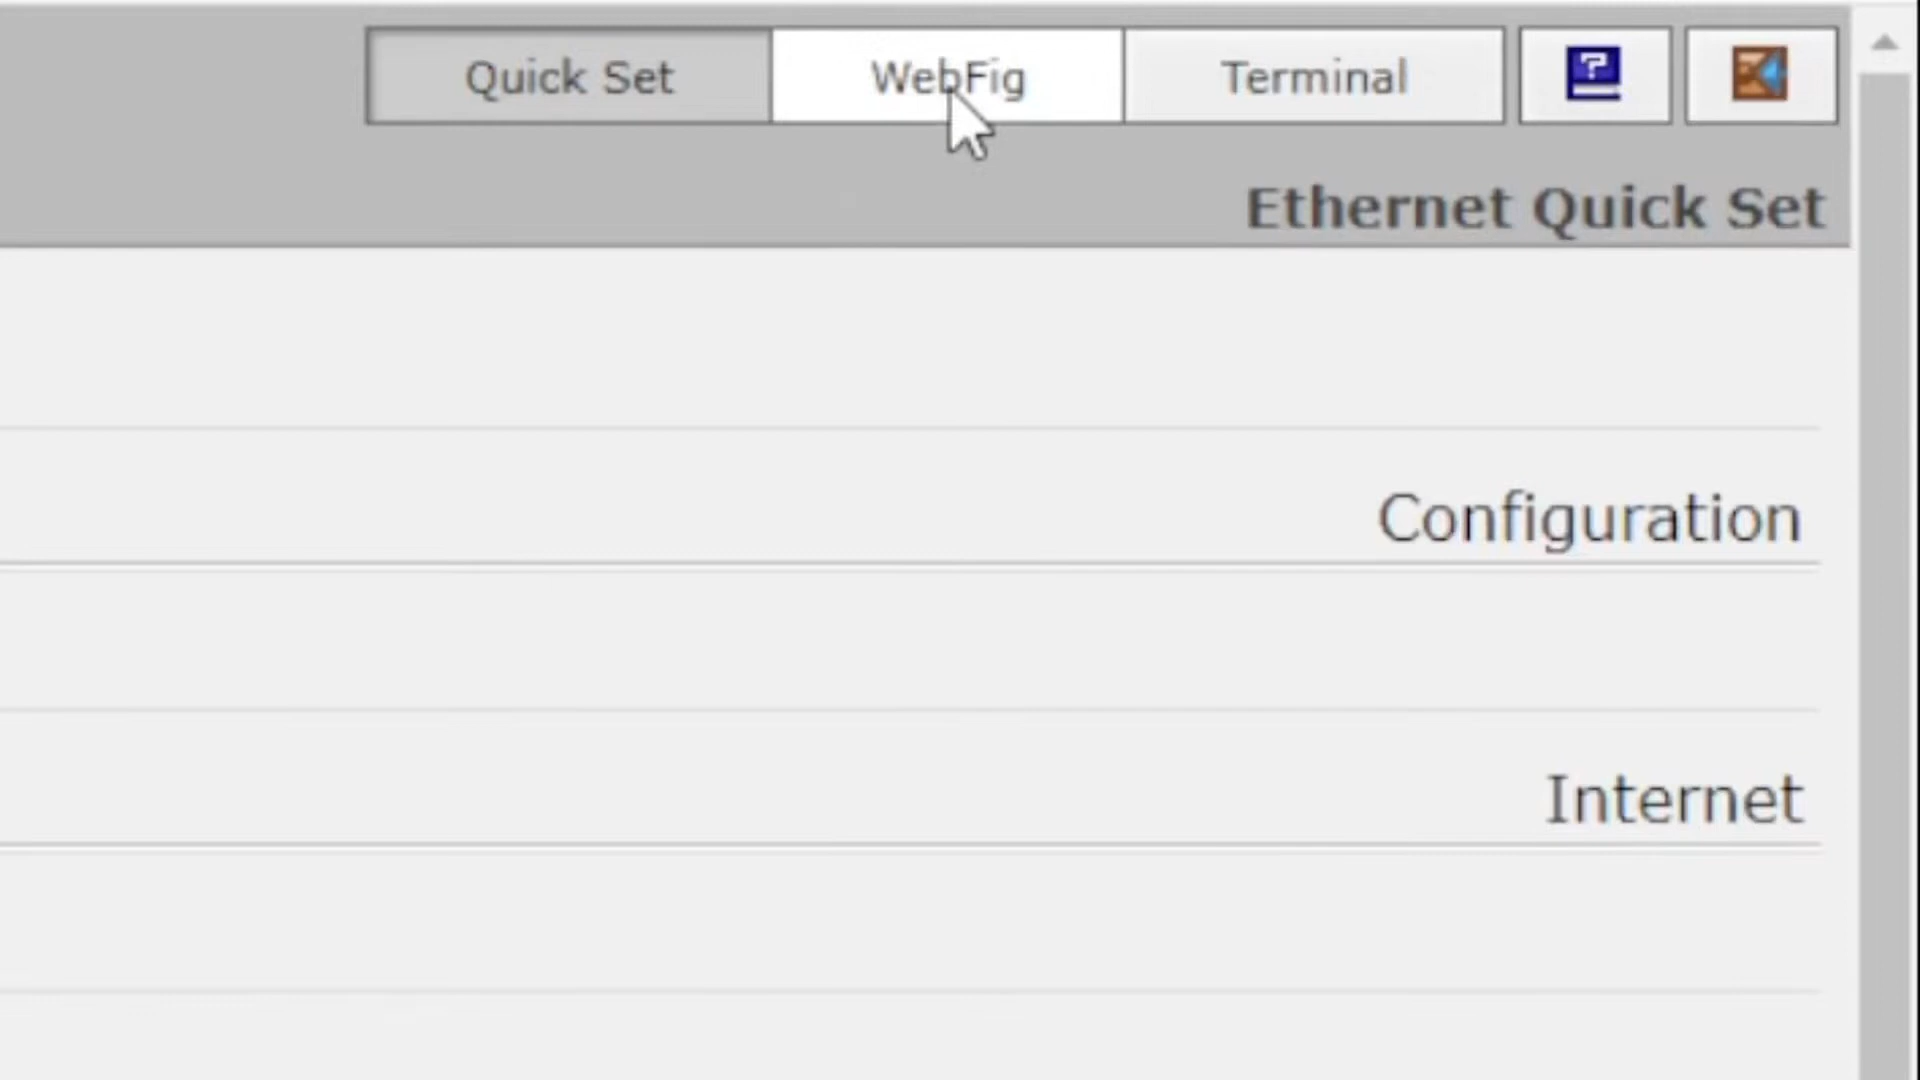 Quick Set WebFig Terminal ?
Ethernet Quick Set
Configuration
Internet